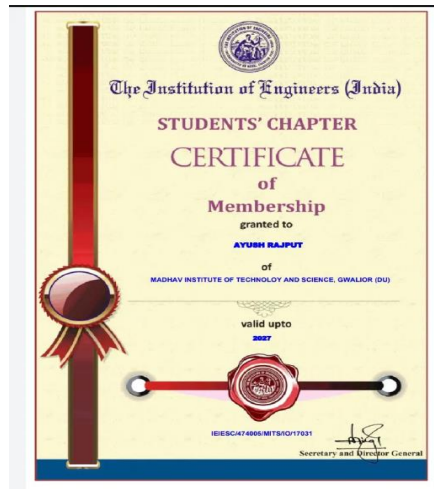 The Institution of Engineers (India)
STUDENTS' CHAPTER
CERTIFICATE
of
Membership
granted to
AYUSH RAJPUT
of
MADHAV INSTITUTE OF TECHNOLOY AND SCIENCE, GWALIOR (DU)
valid upto
2027
IEIESC/474005/MITS/IO/17031
Secretary and Director General